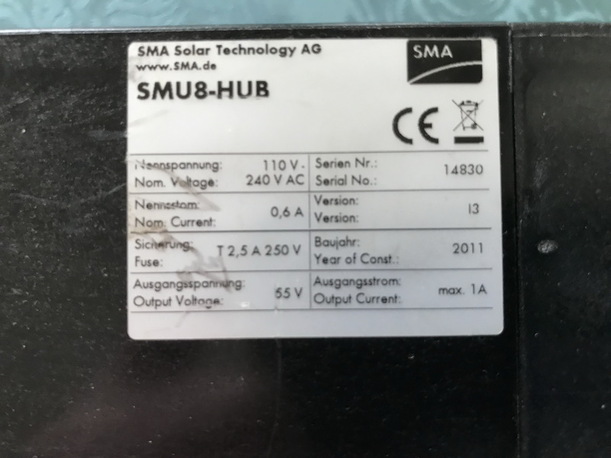 SMA Solar Technology AG
www.SMA.de
SMA
SMU8-HUB
CE
Nennspannung: 110 V - Serien Nr.:
Nom. Voltage: 240 V AC Serial No.: 14830
Nennstom: Version:
Nom. Current: 0,6 A Version: I3
Sicherung: Baujahr:
Fuse: T 2,5 A 250 V Year of Const.: 2011
Ausgangsspannung: Ausgangsstrom:
Output Voltage: 55 V Output Current: max. 1A